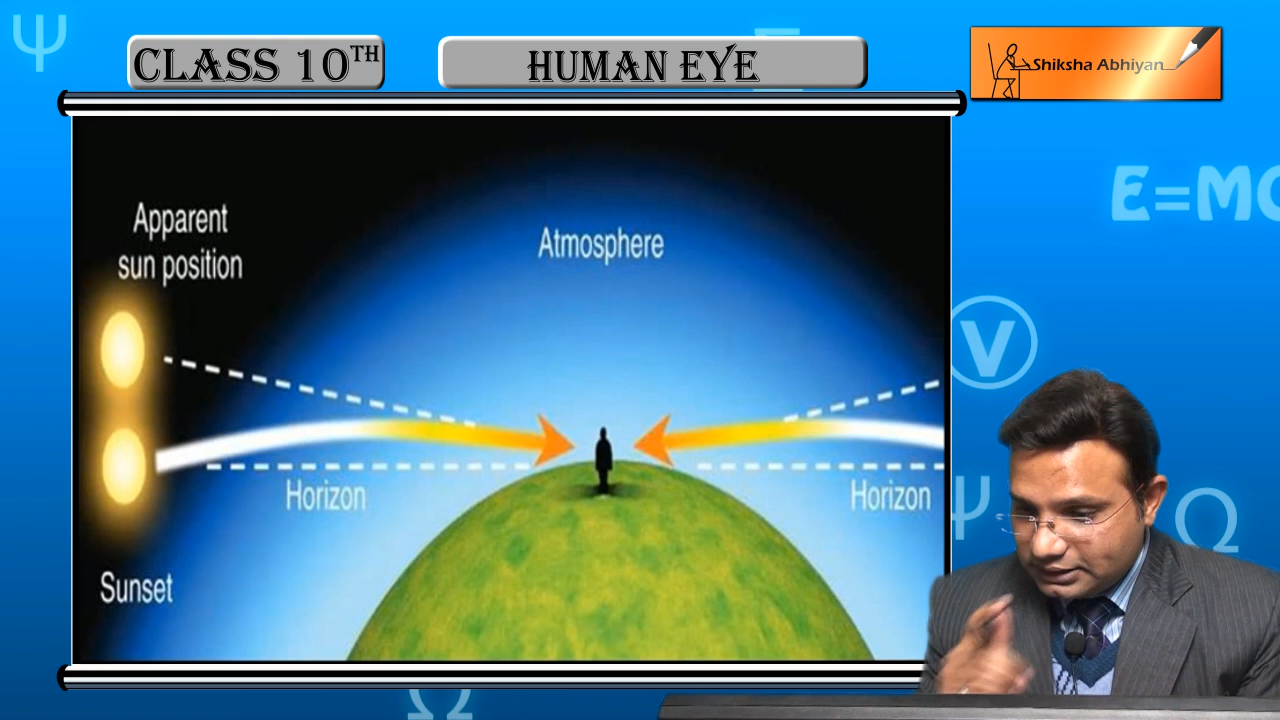 CLASS 10TH
HUMAN EYE
Shiksha Abhiyan
Apparent
sun position
Atmosphere
Horizon
Horizon
Sunset
E=MC
V
Ψ
Ψ
Ω
Ω